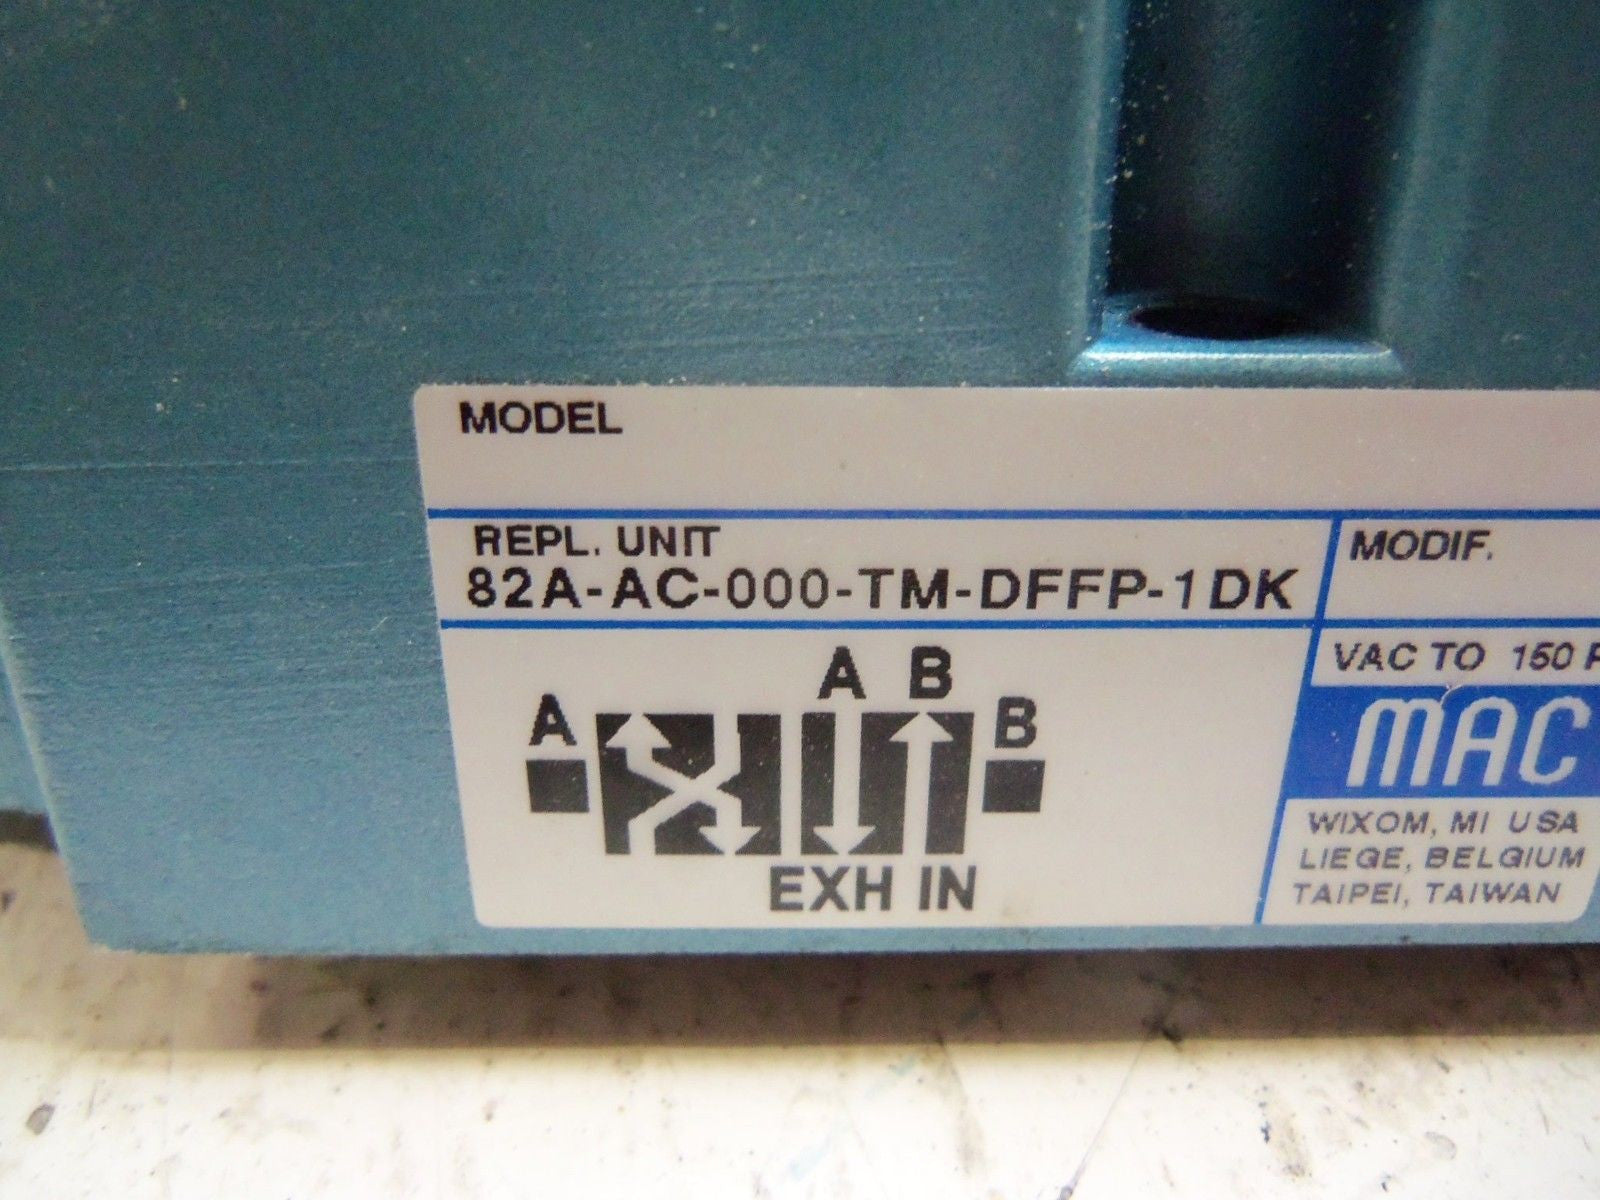 MODEL
REPL. UNIT
82A-AC-000-TM-DFFP-1DK
MODIF.
A B
A B
EXH IN
VAC TO 150
MAC
WIXOM, MI USA
LIEGE, BELGIUM
TAIPEI, TAIWAN